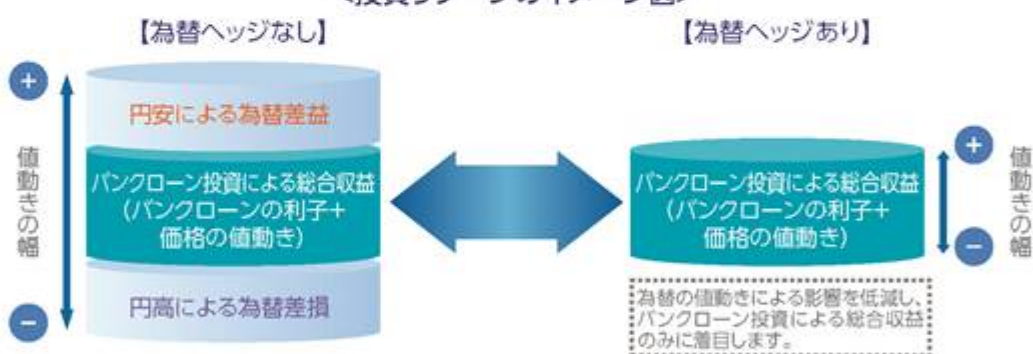 【為替ヘッジなし】
【為替ヘッジあり】
+
円安による為替差益
値動きの幅
バンクローン投資による総合収益
(バンクローンの利子+
価格の値動き)
円高による為替差損
−
バンクローン投資による総合収益
(バンクローンの利子+
価格の値動き)
+
値動きの幅
−
為替の値動きによる影響を低減し、
バンクローン投資による総合収益
のみに着目します。